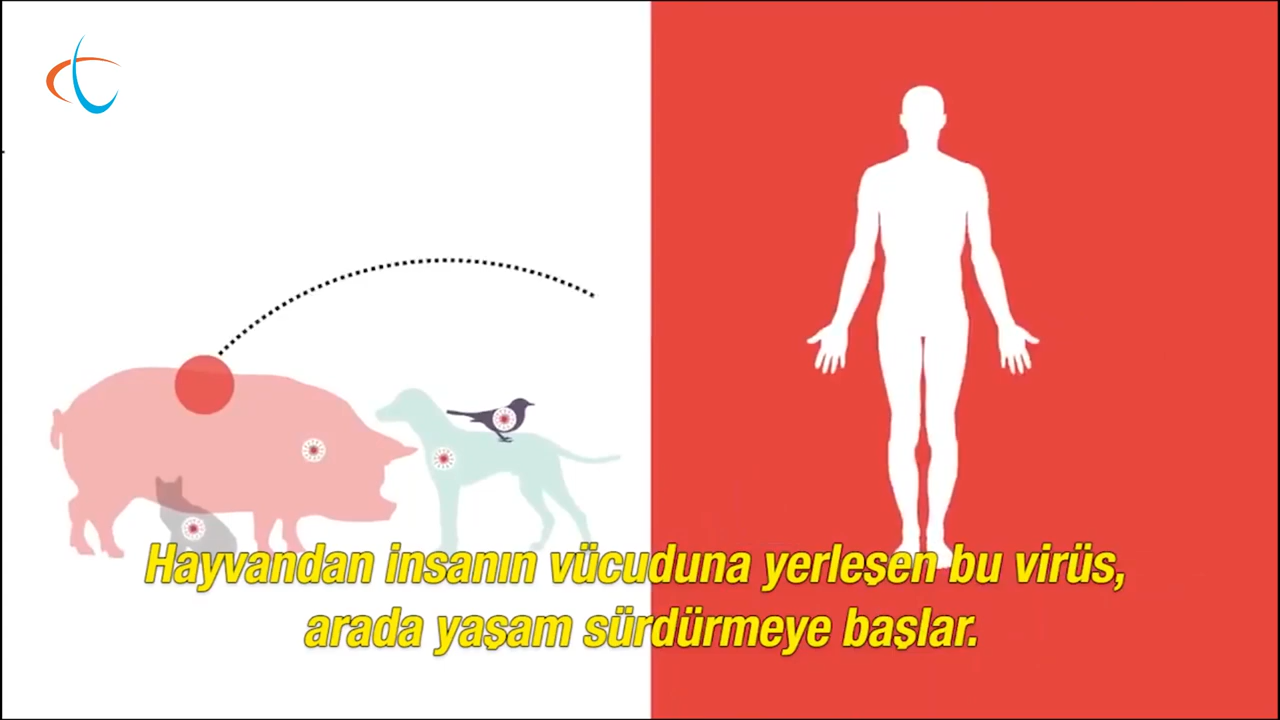 Hayvandan insanın vücuduna yerleşen bu virüs,
arada yaşam sürdürmeye başlar.